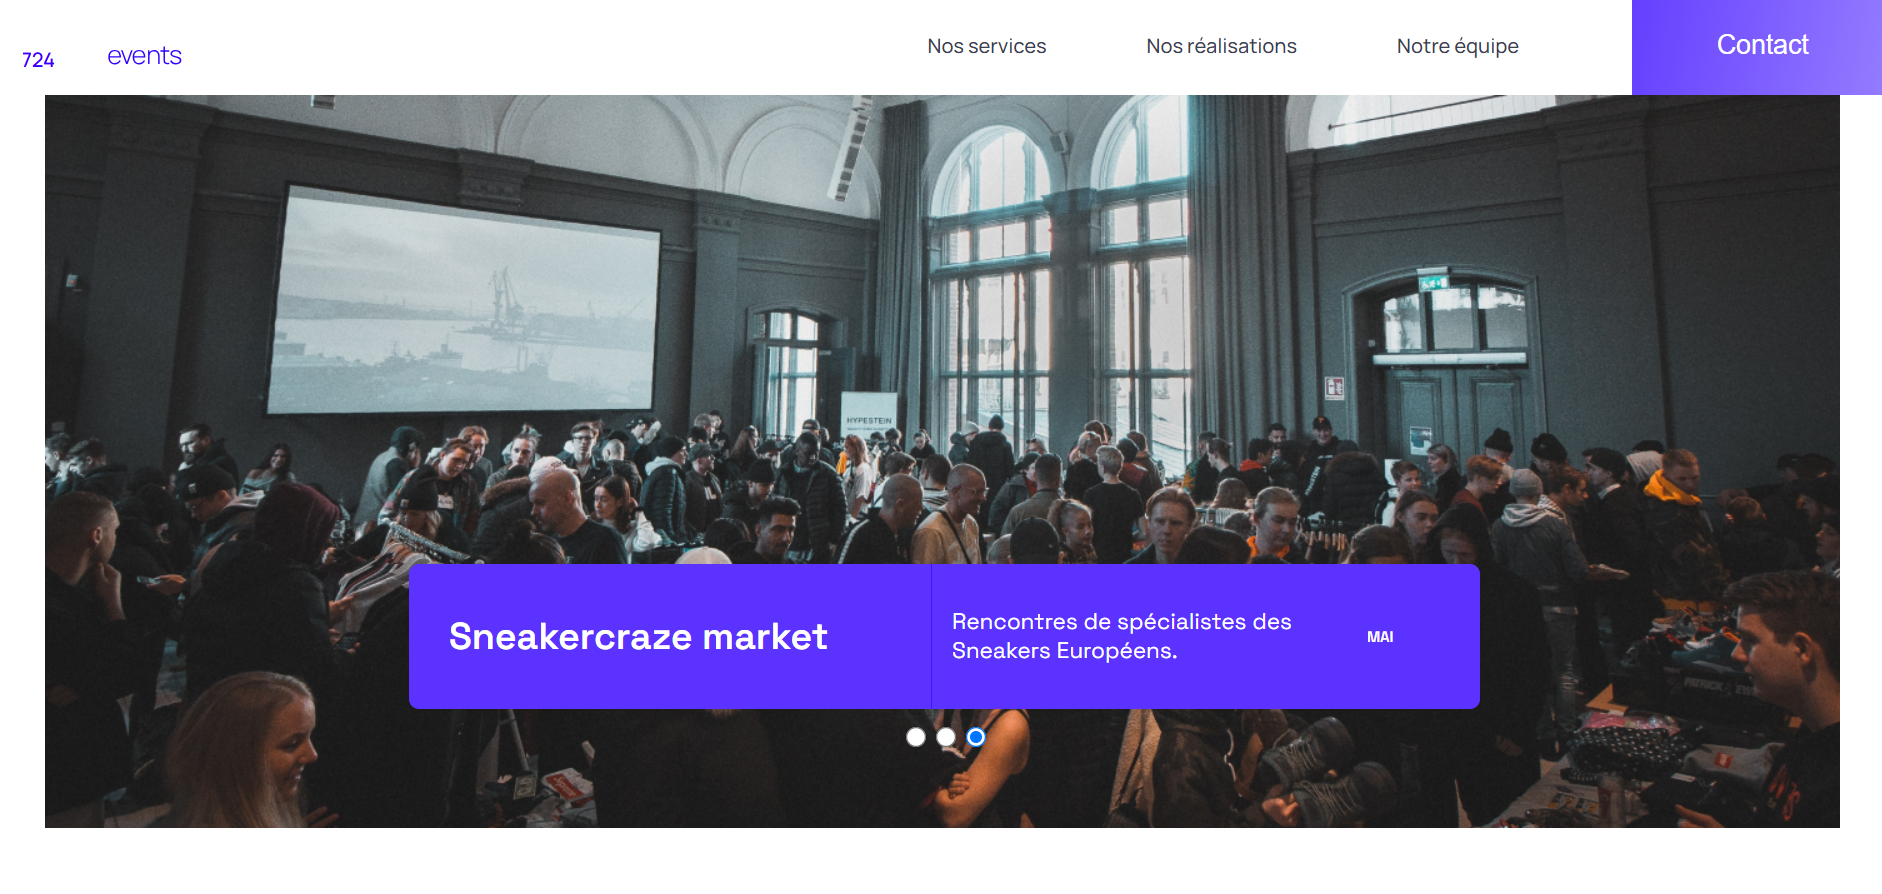 724 events
Nos services
Nos réalisations
Notre équipe
Contact
HYPESTEIN
Sneakercraze market
Rencontres de spécialistes des
Sneakers Européens.
MAI